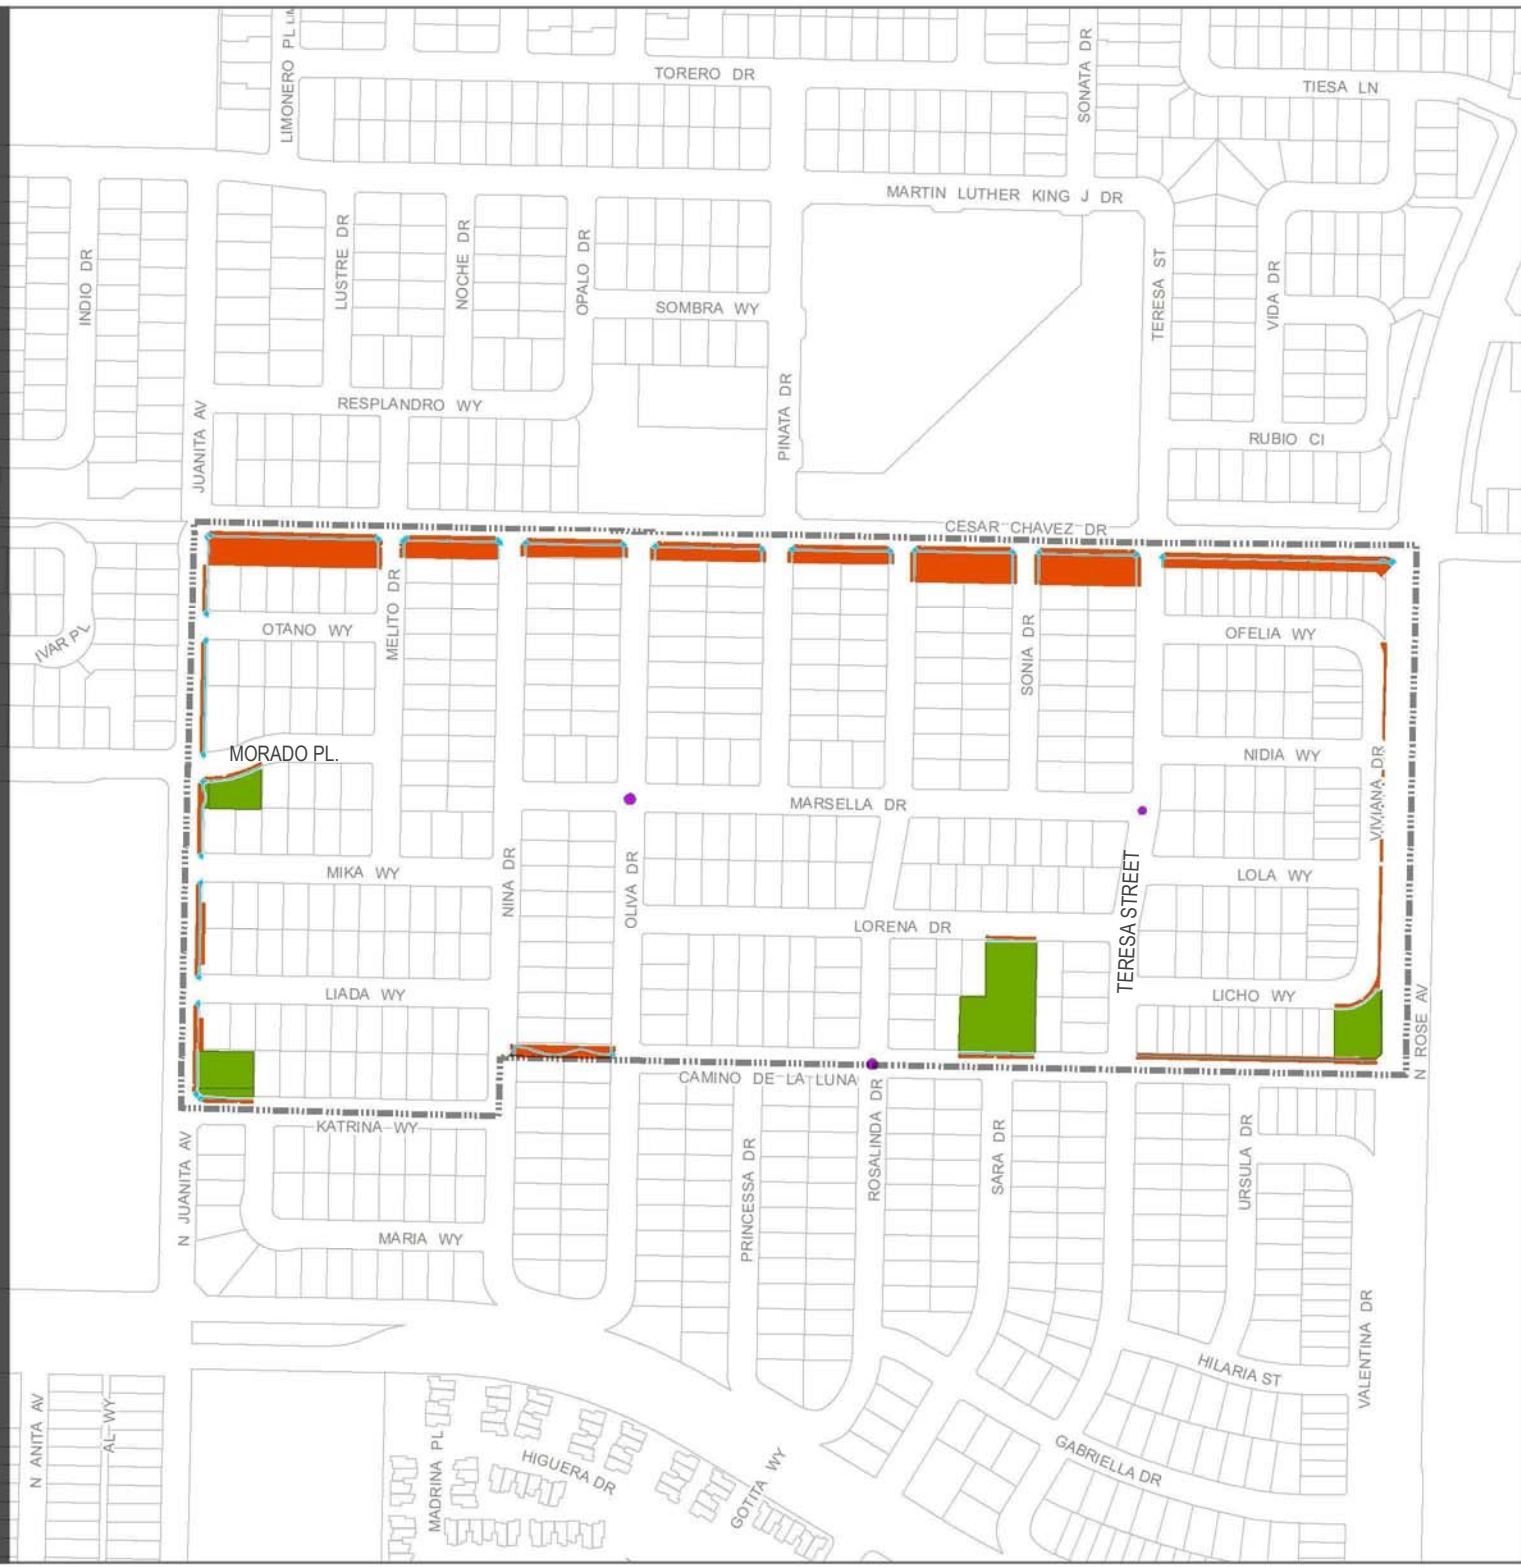 LIMONERO PL
TORERO DR
SONATA DR
TIESA LN
MARTIN LUTHER KING J DR
INDIO DR
LUSTRE DR
NOCHE DR
OPALO DR
SOMBRA WY
TERESA ST
VIDA DR
JUANITA AV
RESPLANDRO WY
PINATA DR
RUBIO CI
CESAR CHAVEZ DR
IVAR PL
OTANO WY
MELITO DR
SONIA DR
OFELIA WY
MORADO PL.
NIDIA WY
VIVIANA DR
MARSELLA DR
MIKA WY
NINA DR
OLIVA DR
TERESA STREET
LOLA WY
LORENA DR
LIADA WY
LICHO WY
N ROSE AV
CAMINO DE LA LUNA
KATRINA WY
N JUANITA AV
MARIA WY
PRINCESSA DR
ROSALINDA DR
SARA DR
URSULA DR
VALENTINA DR
HILARIA ST
GABRIELLA DR
N ANITA AV
AL WY
MADRINA PL
HIGUERA DR
GOTITA WY